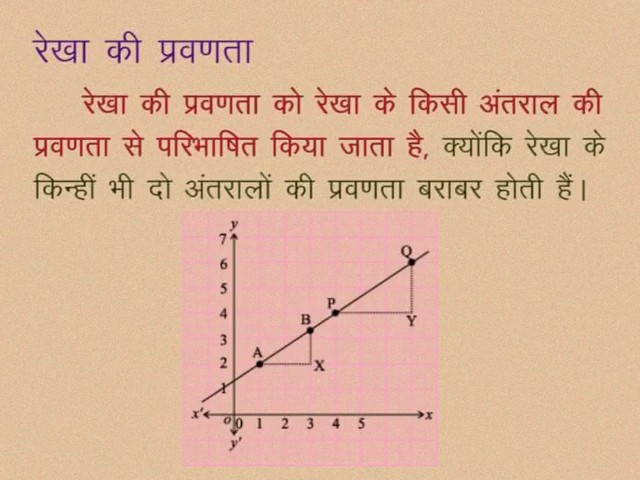 रेखा की प्रवणता
रेखा की प्रवणता को रेखा के किसी अंतराल की
प्रवणता से परिभाषित किया जाता है, क्योंकि रेखा के
किन्हीं भी दो अंतरालों की प्रवणता बराबर होती हैं।
y
7
Q
6
5
P
4
B
Y
3
A
2
X
1
x' o 0 1 2 3 4 5 x
y'